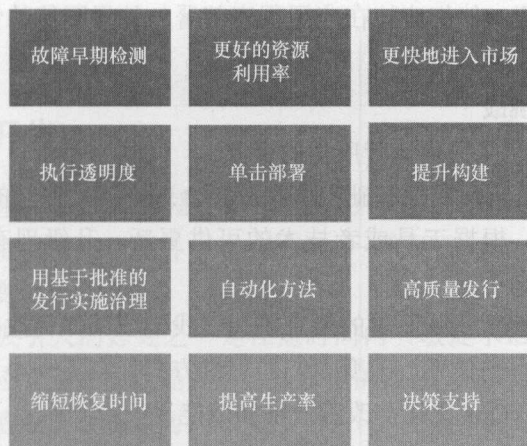 故障早期检测
更好的资源
利用率
更快地进入市场
执行透明度
单击部署
提升构建
用基于批准的
发行实施治理
自动化方法
高质量发行
缩短恢复时间
提高生产率
决策支持